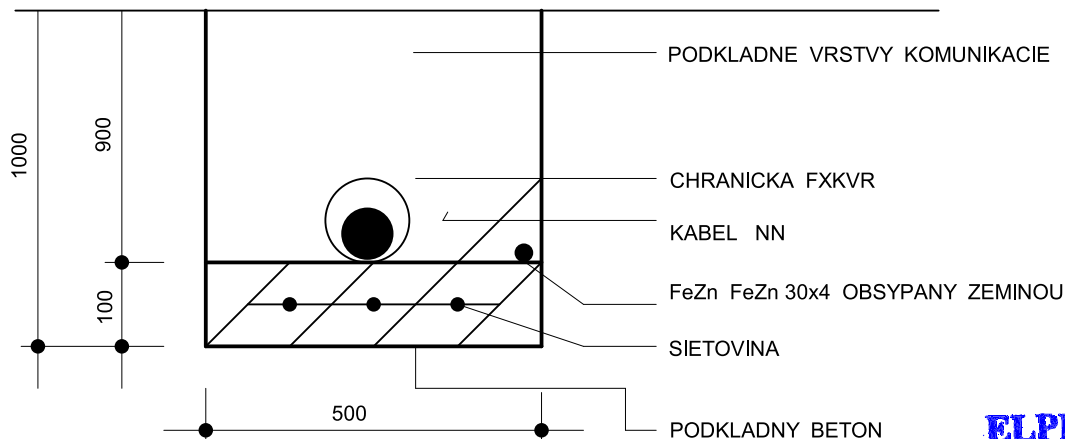 PODKLADNE VRSTVY KOMUNIKACIE
1000
900
CHRANICKA FXKVR
KABEL NN
FeZn FeZn 30x4 OBSYPANY ZEMINOU
100
SIETOVINA
500
PODKLADNY BETON